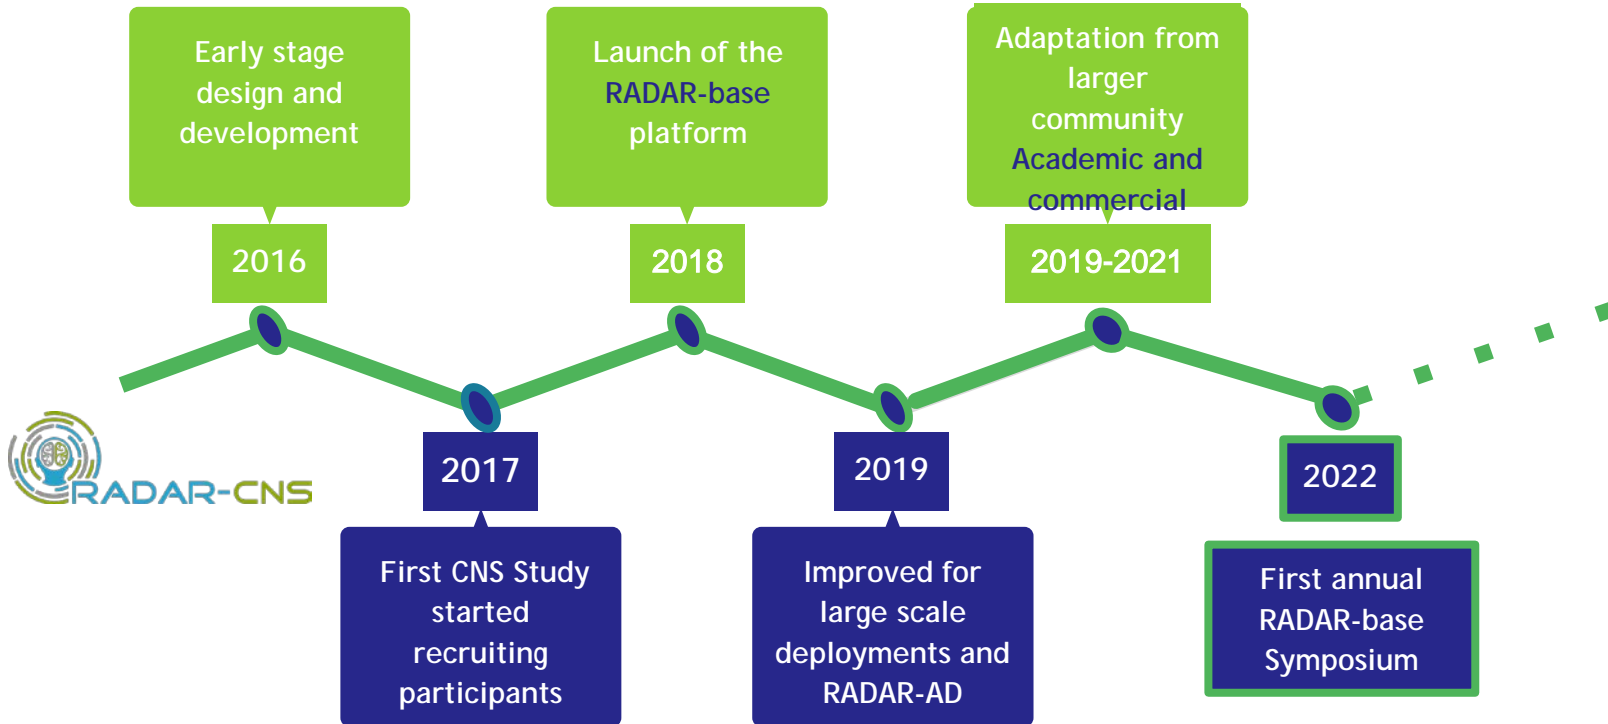 Early stage
design and
development
2016
Launch of the
RADAR-base
platform
2018
Adaptation from
larger
community
Academic and
commercial
2019-2021
RADAR-CNS
2017
First CNS Study
started
recruiting
participants
2019
Improved for
large scale
deployments and
RADAR-AD
2022
First annual
RADAR-base
Symposium